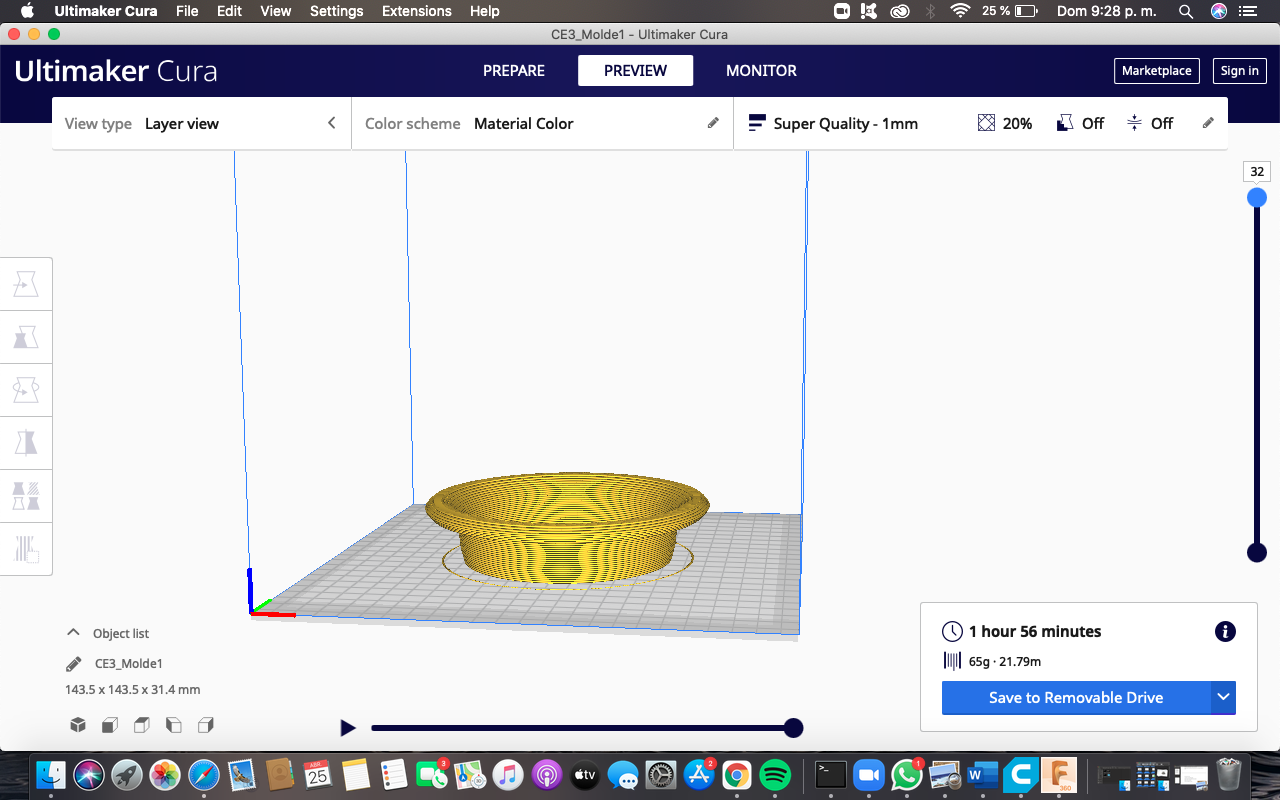 Ultimaker Cura File Edit View Settings Extensions Help 25 % Dom 9:28 p. m.
CE3_Molde1 - Ultimaker Cura
Ultimaker Cura PREPARE PREVIEW MONITOR Marketplace Sign in
View type Layer view Color scheme Material Color Super Quality - 1mm 20% Off Off
32
Object list
CE3_Molde1
143.5 x 143.5 x 31.4 mm
1 hour 56 minutes
65g · 21.79m
Save to Removable Drive
ABR
25
3
tv
2
>_
1
W
C
F
360